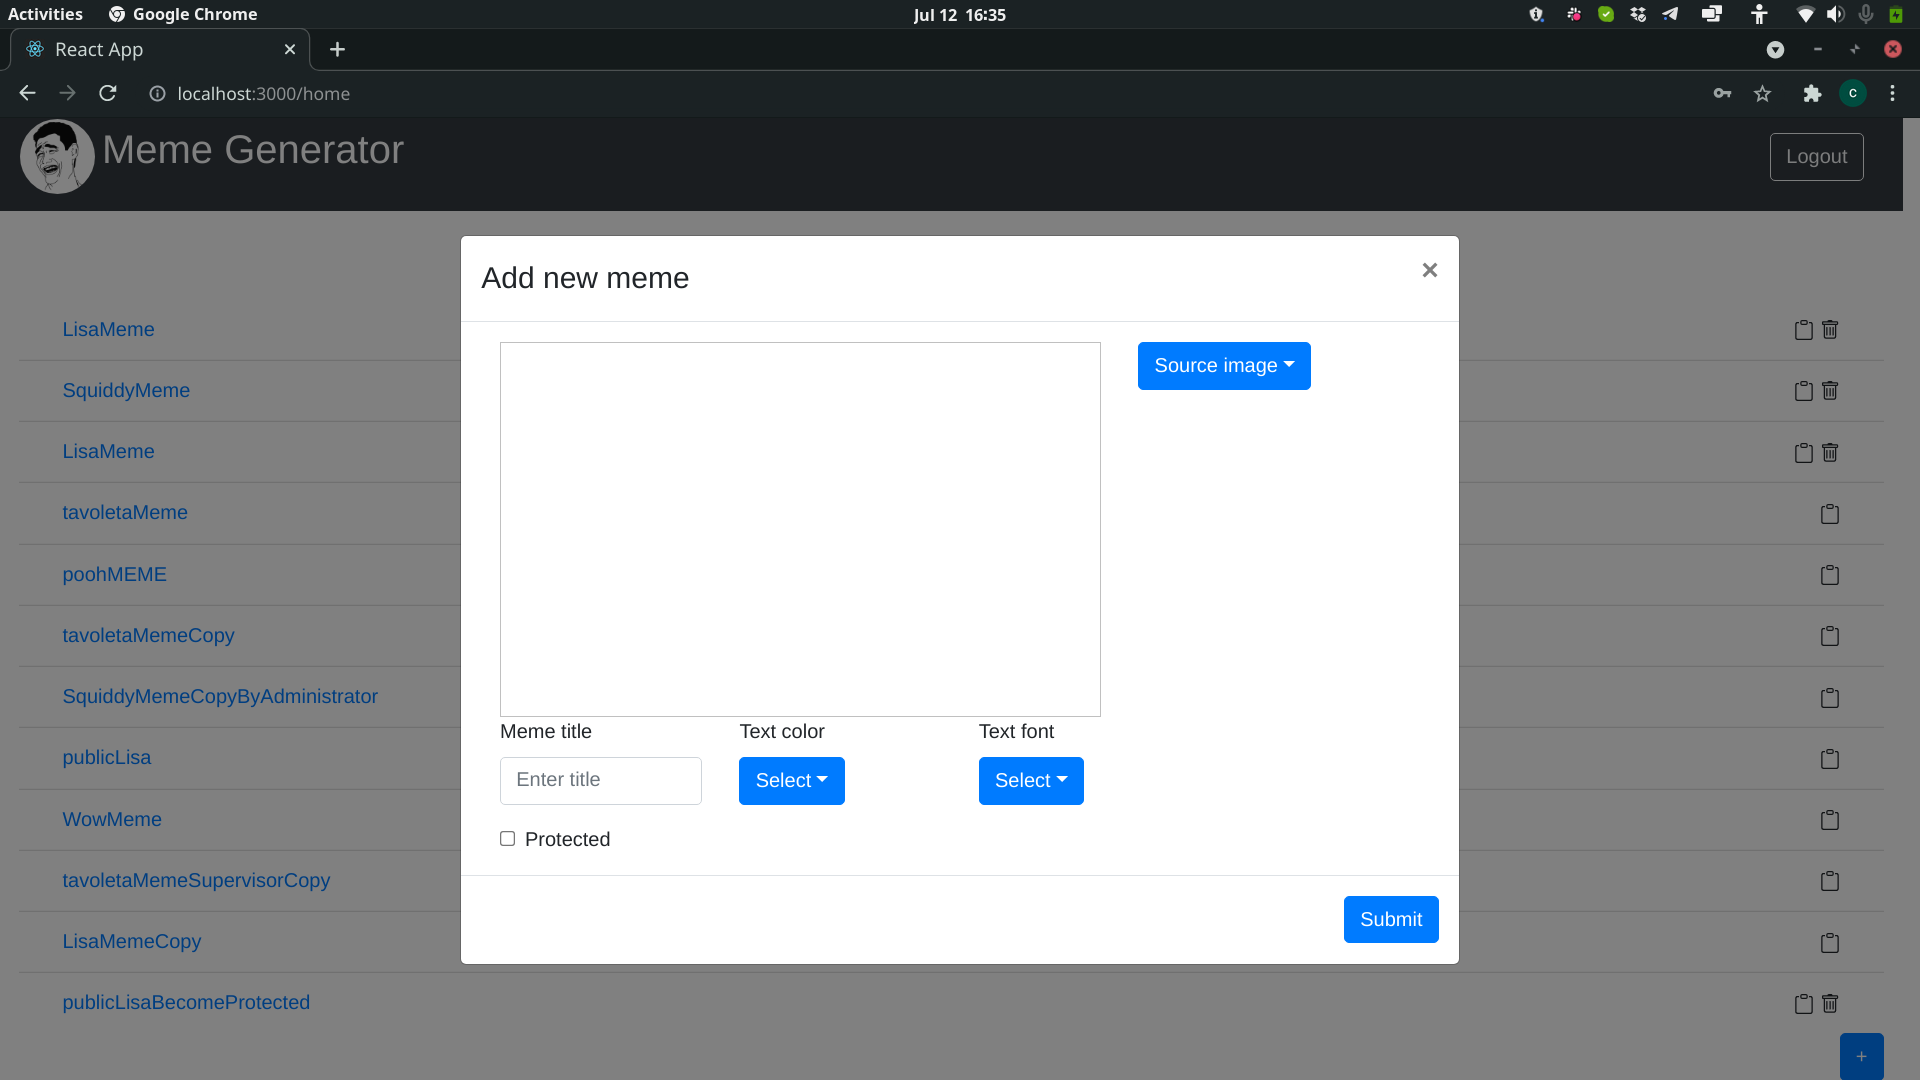 Activities Google Chrome Jul 12 16:35
React App
localhost:3000/home C
Meme Generator Logout
Add new meme ×
LisaMeme
Source image
SquiddyMeme
LisaMeme
tavoletaMeme
poohMEME
tavoletaMemeCopy
SquiddyMemeCopyByAdministrator
Meme title Text color Text font
publicLisa
Enter title Select Select
WowMeme
Protected
tavoletaMemeSupervisorCopy
Submit
LisaMemeCopy
publicLisaBecomeProtected
+